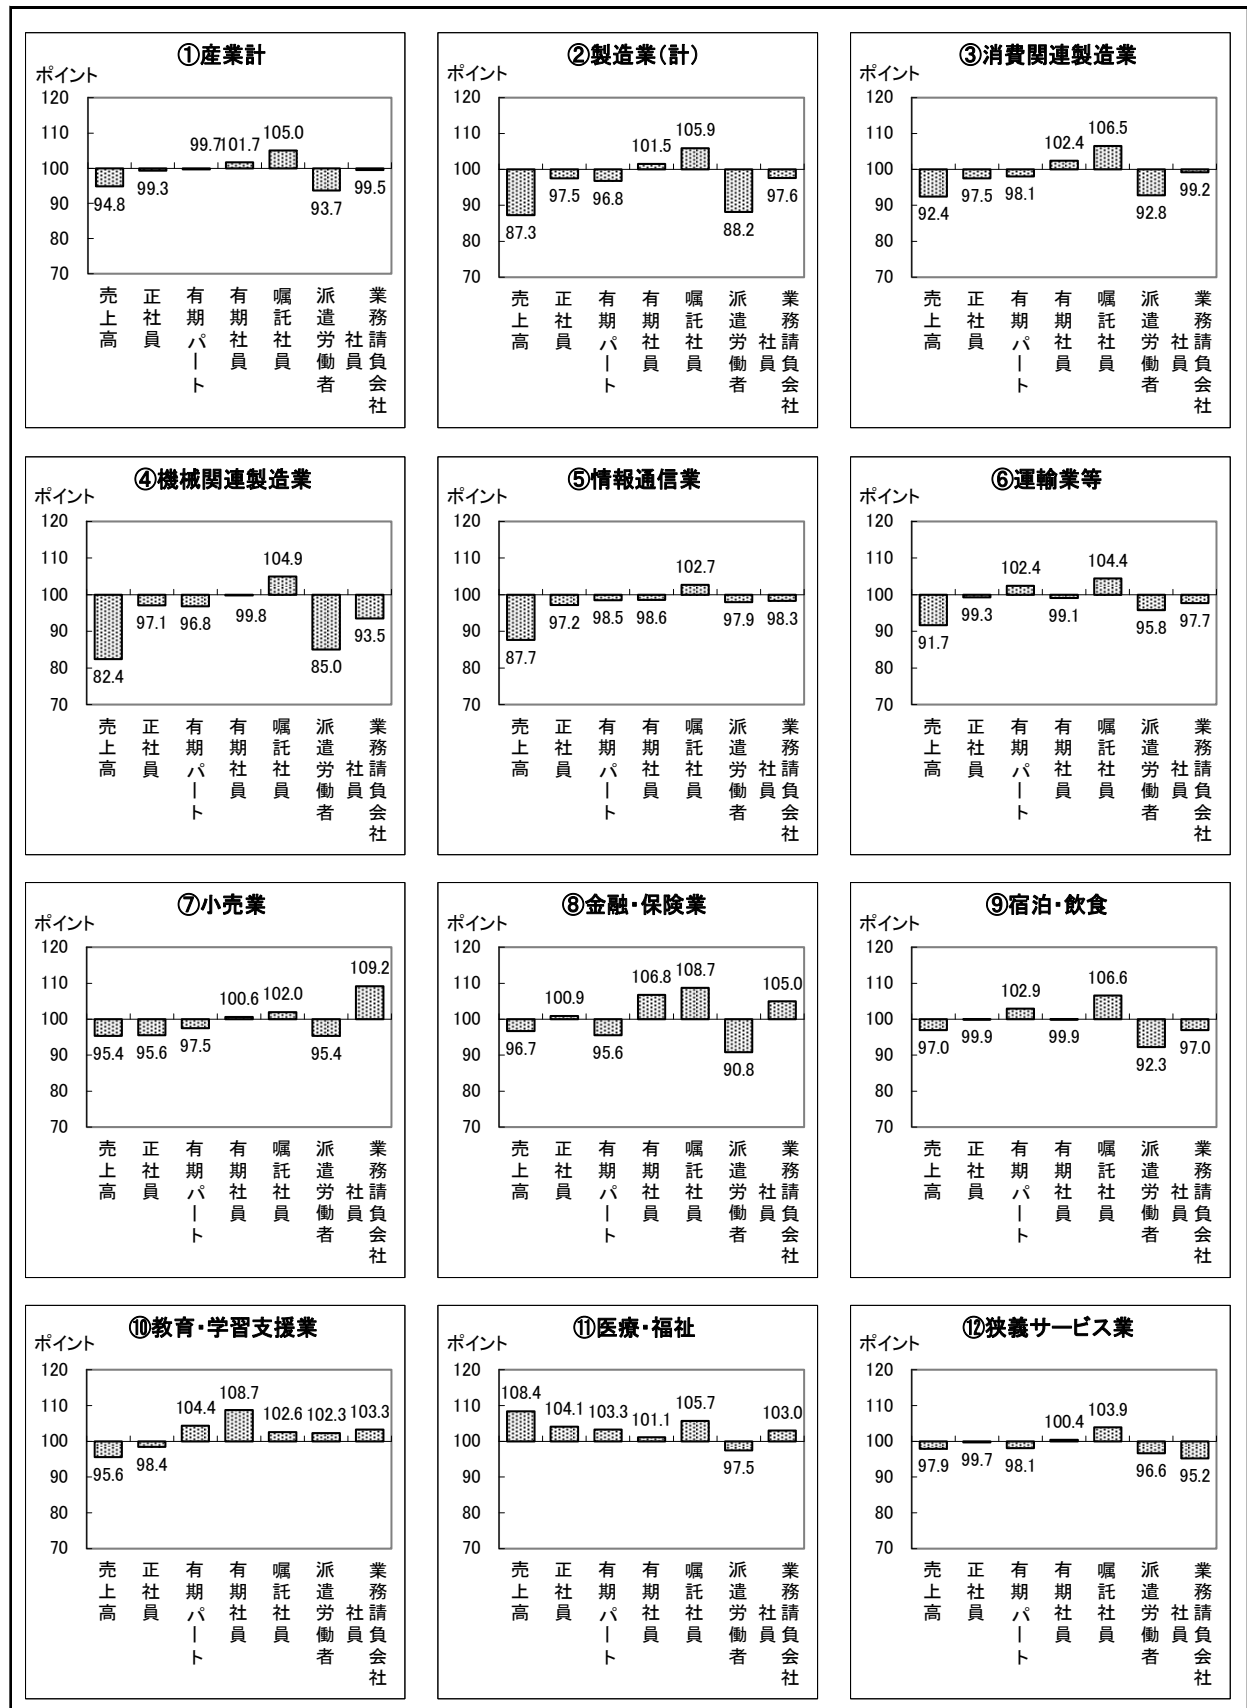 ①産業計
ポイント
120
110
100
90
80
70
94.8
99.3
99.7
101.7
105.0
93.7
99.5
売上高
正社員
有期パート
有期社員
嘱託社員
派遣労働者
業務請負会社
社員
②製造業(計)
120
110
100
90
80
70
87.3
97.5
96.8
101.5
105.9
88.2
97.6
売上高
正社員
有期パート
有期社員
嘱託社員
派遣労働者
業務請負会社
社員
③消費関連製造業
ポイント
120
110
100
90
80
70
92.4
97.5
98.1
102.4
106.5
92.8
99.2
売上高
正社員
有期パート
有期社員
嘱託社員
派遣労働者
業務請負会社
社員
④機械関連製造業
ポイント
120
110
100
90
80
70
82.4
97.1
96.8
99.8
104.9
85.0
93.5
売上高
正社員
有期パート
有期社員
嘱託社員
派遣労働者
業務請負会社
社員
⑤情報通信業
ポイント
120
110
100
90
80
70
87.7
97.2
98.5
98.6
102.7
97.9
98.3
売上高
正社員
有期パート
有期社員
嘱託社員
派遣労働者
業務請負会社
社員
⑥運輸業等
ポイント
120
110
100
90
80
70
91.7
99.3
102.4
99.1
104.4
95.8
97.7
売上高
正社員
有期パート
有期社員
嘱託社員
派遣労働者
業務請負会社
社員
⑦小売業
ポイント
120
110
100
90
80
70
95.4
95.6
97.5
100.6
102.0
95.4
109.2
売上高
正社員
有期パート
有期社員
嘱託社員
派遣労働者
業務請負会社
社員
⑧金融・保険業
ポイント
120
110
100
90
80
70
96.7
100.9
95.6
106.8
108.7
90.8
105.0
売上高
正社員
有期パート
有期社員
嘱託社員
派遣労働者
業務請負会社
社員
⑨宿泊・飲食
ポイント
120
110
100
90
80
70
97.0
99.9
102.9
99.9
106.6
92.3
97.0
売上高
正社員
有期パート
有期社員
嘱託社員
派遣労働者
業務請負会社
社員
⑩教育・学習支援業
ポイント
120
110
100
90
80
70
95.6
98.4
104.4
108.7
102.6
102.3
103.3
売上高
正社員
有期パート
有期社員
嘱託社員
派遣労働者
業務請負会社
社員
⑪医療・福祉
ポイント
120
110
100
90
80
70
108.4
104.1
103.3
101.1
105.7
97.5
103.0
売上高
正社員
有期パート
有期社員
嘱託社員
派遣労働者
業務請負会社
社員
⑫狭義サービス業
ポイント
120
110
100
90
80
70
97.9
99.7
98.1
100.4
103.9
96.6
95.2
売上高
正社員
有期パート
有期社員
嘱託社員
派遣労働者
業務請負会社
社員